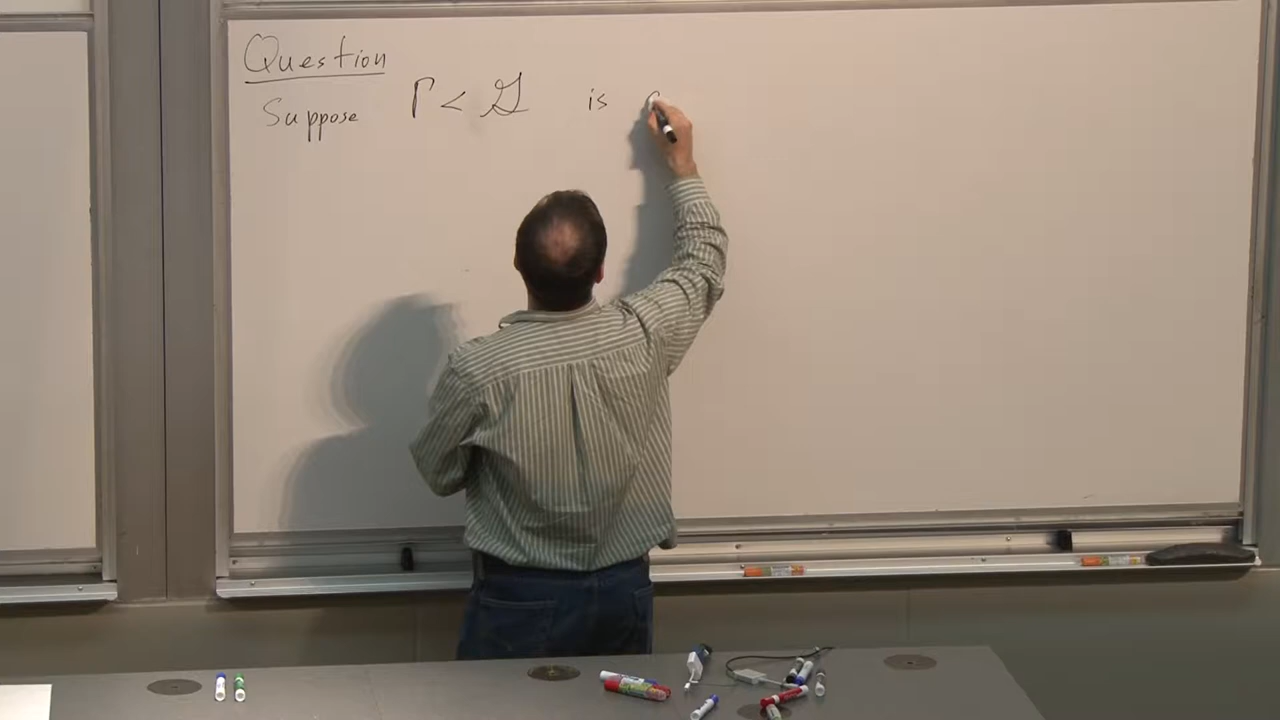 Question
Suppose Γ < 𝒢 is